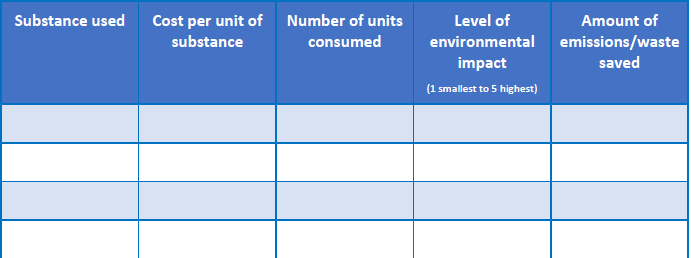 Substance used
Cost per unit of
substance
Number of units
consumed
Level of
environmental
impact
(1 smallest to 5 highest)
Amount of
emissions/waste
saved